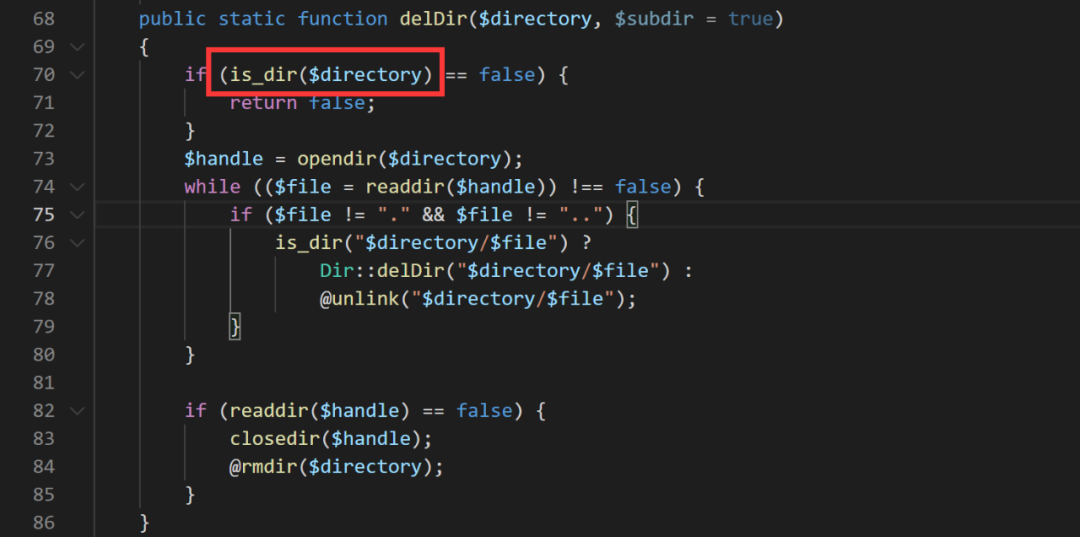 68 public static function delDir($directory, $subdir = true)
69 {
70 if (is_dir($directory) == false) {
71 return false;
72 }
73 $handle = opendir($directory);
74 while (($file = readdir($handle)) !== false) {
75 if ($file != "." && $file != "..") {
76 is_dir("$directory/$file") ?
77 Dir::delDir("$directory/$file") :
78 @unlink("$directory/$file");
79 }
80 }
81
82 if (readdir($handle) == false) {
83 closedir($handle);
84 @rmdir($directory);
85 }
86 }